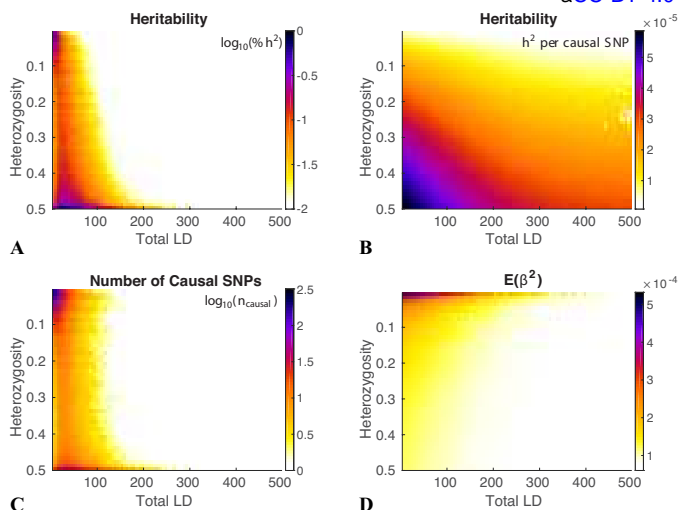 Heritability
log₁₀(%h²)
0
0.1
-0.5
0.2
Heterozygosity
-1
0.3
0.4
-1.5
0.5
-2
100 200 300 400 500
Total LD
A
Heritability
×10⁻⁵
h² per causal SNP
0.1
5
0.2
4
Heterozygosity
0.3
3
0.4
2
0.5
1
100 200 300 400 500
Total LD
B
Number of Causal SNPs
log₁₀(n_causal)
2.5
0.1
2
0.2
1.5
Heterozygosity
0.3
1
0.4
0.5
0.5
0
100 200 300 400 500
Total LD
C
E(β²)
×10⁻⁴
5
0.1
4
0.2
Heterozygosity
3
0.3
0.4
2
0.5
1
100 200 300 400 500
Total LD
D